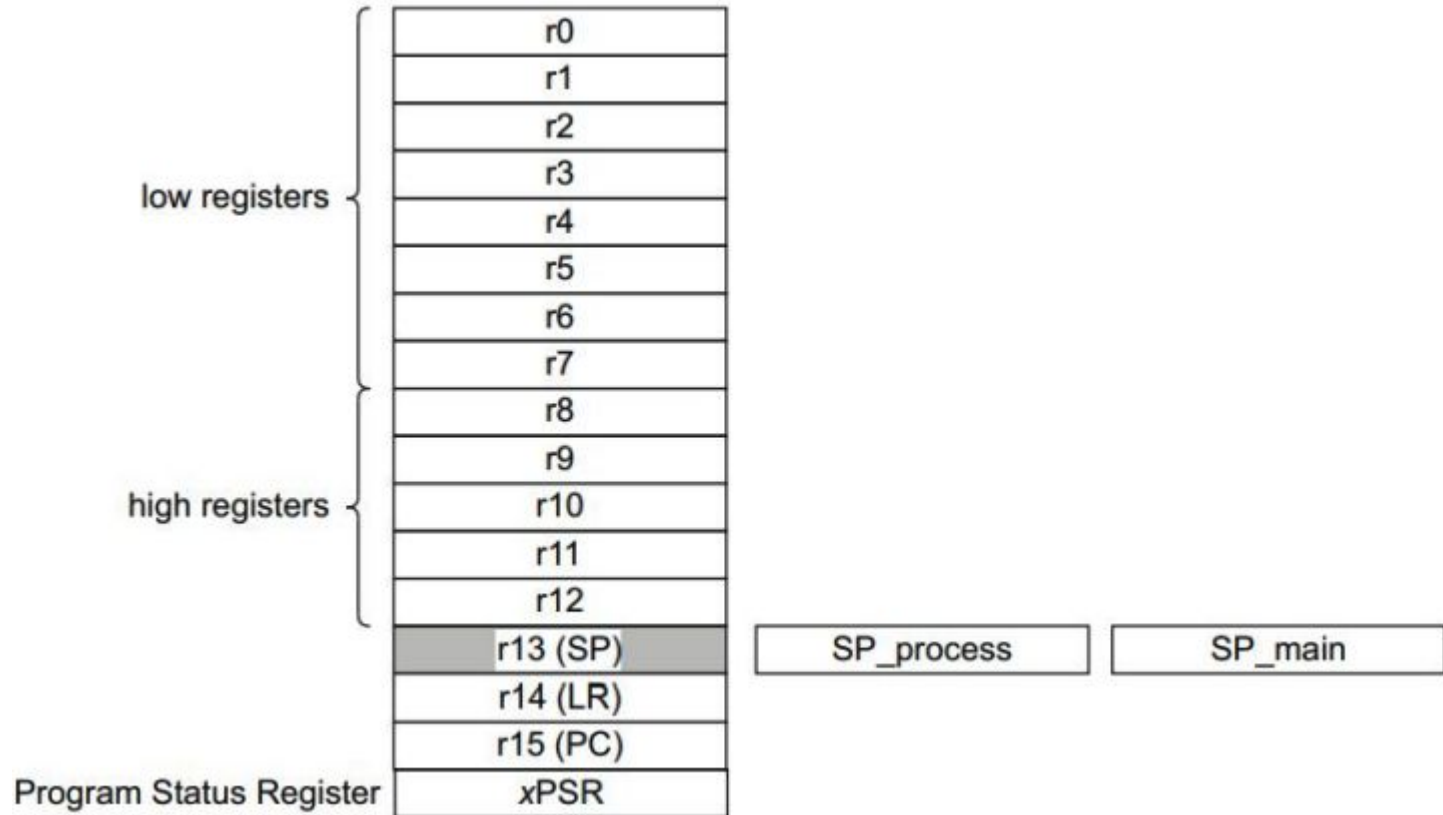 r0
r1
r2
r3
low registers
r4
r5
r6
r7
r8
r9
high registers
r10
r11
r12
r13 (SP)
SP_process
SP_main
r14 (LR)
r15 (PC)
Program Status Register
xPSR